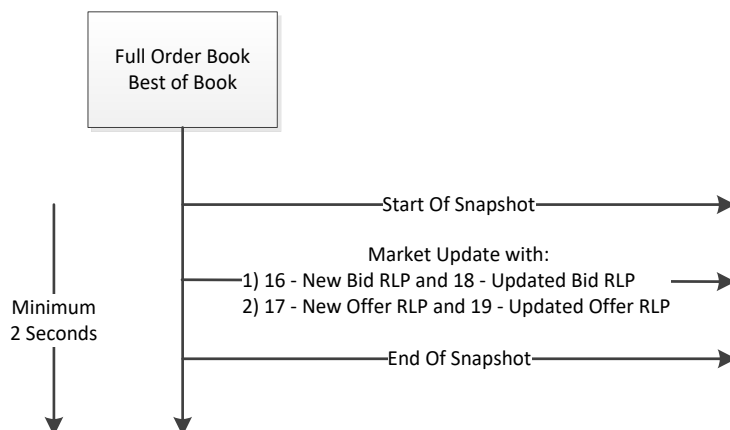 Full Order Book
Best of Book
Start Of Snapshot
Market Update with:
1) 16 - New Bid RLP and 18 - Updated Bid RLP
2) 17 - New Offer RLP and 19 - Updated Offer RLP
Minimum
2 Seconds
End Of Snapshot